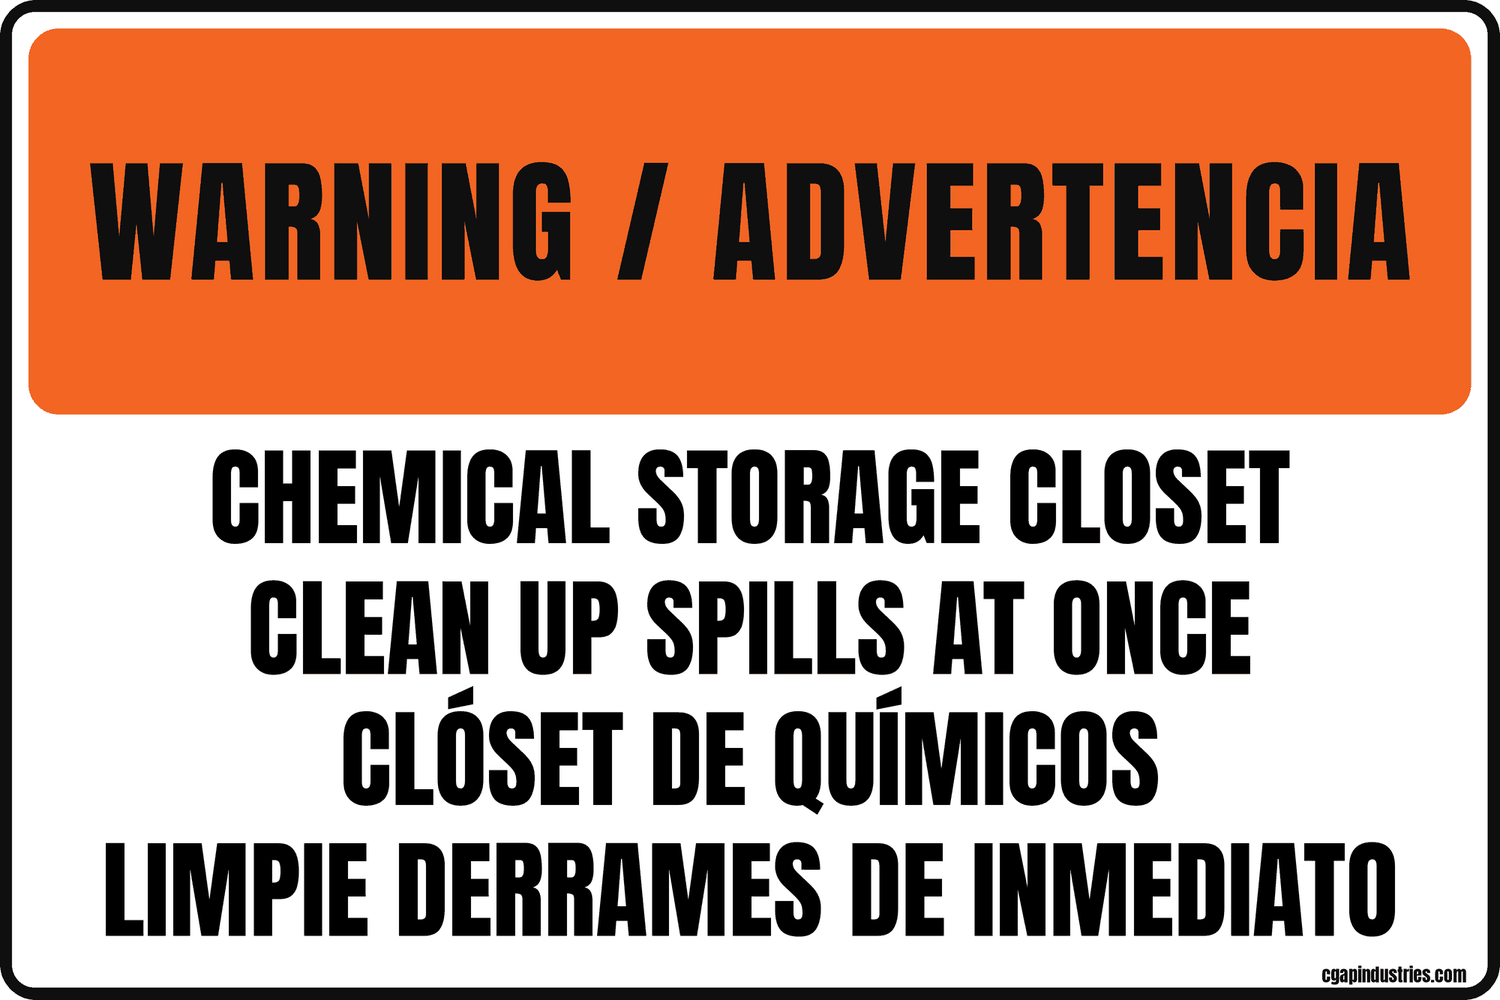 WARNING / ADVERTENCIA
CHEMICAL STORAGE CLOSET
CLEAN UP SPILLS AT ONCE
CLÓSET DE QUÍMICOS
LIMPIE DERRAMES DE INMEDIATO
cgapindustries.com